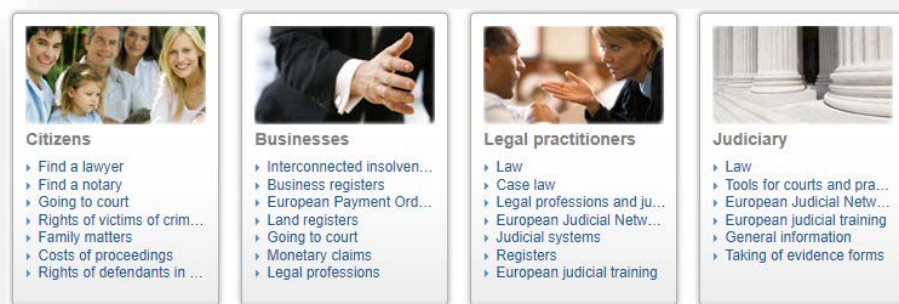 Citizens
Find a lawyer
Find a notary
Going to court
Rights of victims of crim...
Family matters
Costs of proceedings
Rights of defendants in ...
Businesses
Interconnected insolven...
Business registers
European Payment Ord...
Land registers
Going to court
Monetary claims
Legal professions
Legal practitioners
Law
Case law
Legal professions and ju...
European Judicial Netw...
Judicial systems
Registers
European judicial training
Judiciary
Law
Tools for courts and pra...
European Judicial Netw...
European judicial training
General information
Taking of evidence forms